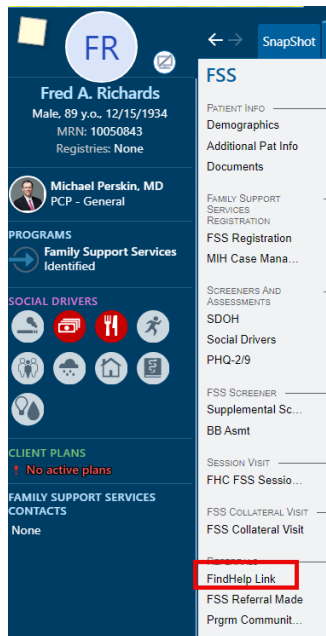 FR
Fred A. Richards
Male, 89 y.o., 12/15/1934
MRN: 10050843
Registries: None
Michael Perskin, MD
PCP - General
PROGRAMS
Family Support Services
Identified
SOCIAL DRIVERS
CLIENT PLANS
No active plans
FAMILY SUPPORT SERVICES
CONTACTS
None
SnapShot
FSS
PATIENT INFO
Demographics
Additional Pat Info
Documents
FAMILY SUPPORT
SERVICES
REGISTRATION
FSS Registration
MIH Case Mana...
SCREENERS AND
ASSESSMENTS
SDOH
Social Drivers
PHQ-2/9
FSS SCREENER
Supplemental Sc...
BB Asmt
SESSION VISIT
FHC FSS Sessio...
FSS COLLATERAL VISIT
FSS Collateral Visit
REFERRALS
FindHelp Link
FSS Referral Made
Prgrm Communit...